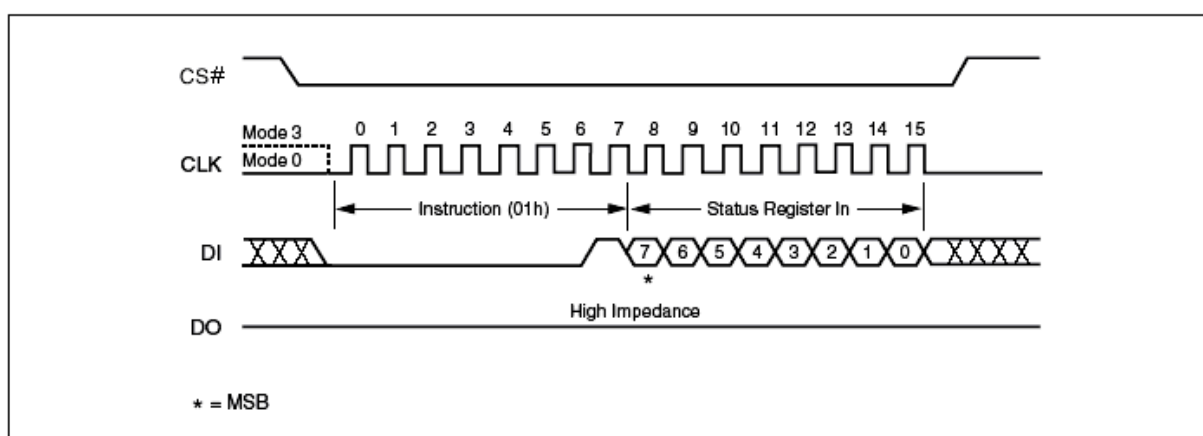 CS#
Mode 3
0 1 2 3 4 5 6 7 8 9 10 11 12 13 14 15
CLK
Mode 0
Instruction (01h)
Status Register In
DI
7 6 5 4 3 2 1 0
*
High Impedance
DO
* = MSB